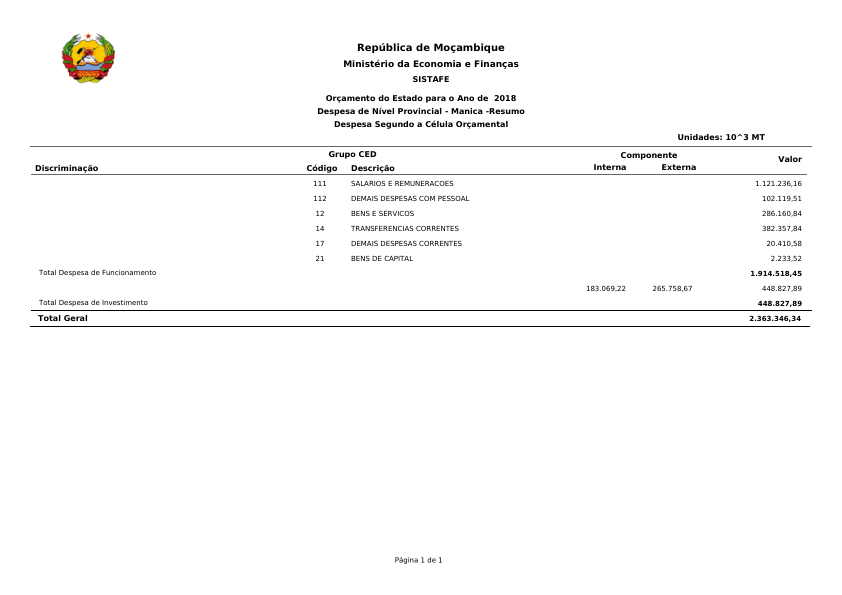 República de Moçambique
Ministério da Economia e Finanças
SISTAFE
Orçamento do Estado para o Ano de 2018
Despesa de Nível Provincial - Manica -Resumo
Despesa Segundo a Célula Orçamental
Unidades: 10^3 MT
Grupo CED Componente Valor
Discriminação Código Descrição Interna Externa
111 SALARIOS E REMUNERACOES 1.121.236,16
112 DEMAIS DESPESAS COM PESSOAL 102.119,51
12 BENS E SERVICOS 286.160,84
14 TRANSFERENCIAS CORRENTES 382.357,84
17 DEMAIS DESPESAS CORRENTES 20.410,58
21 BENS DE CAPITAL 2.233,52
Total Despesa de Funcionamento 1.914.518,45
183.069,22 265.758,67 448.827,89
Total Despesa de Investimento 448.827,89
Total Geral 2.363.346,34
Página 1 de 1